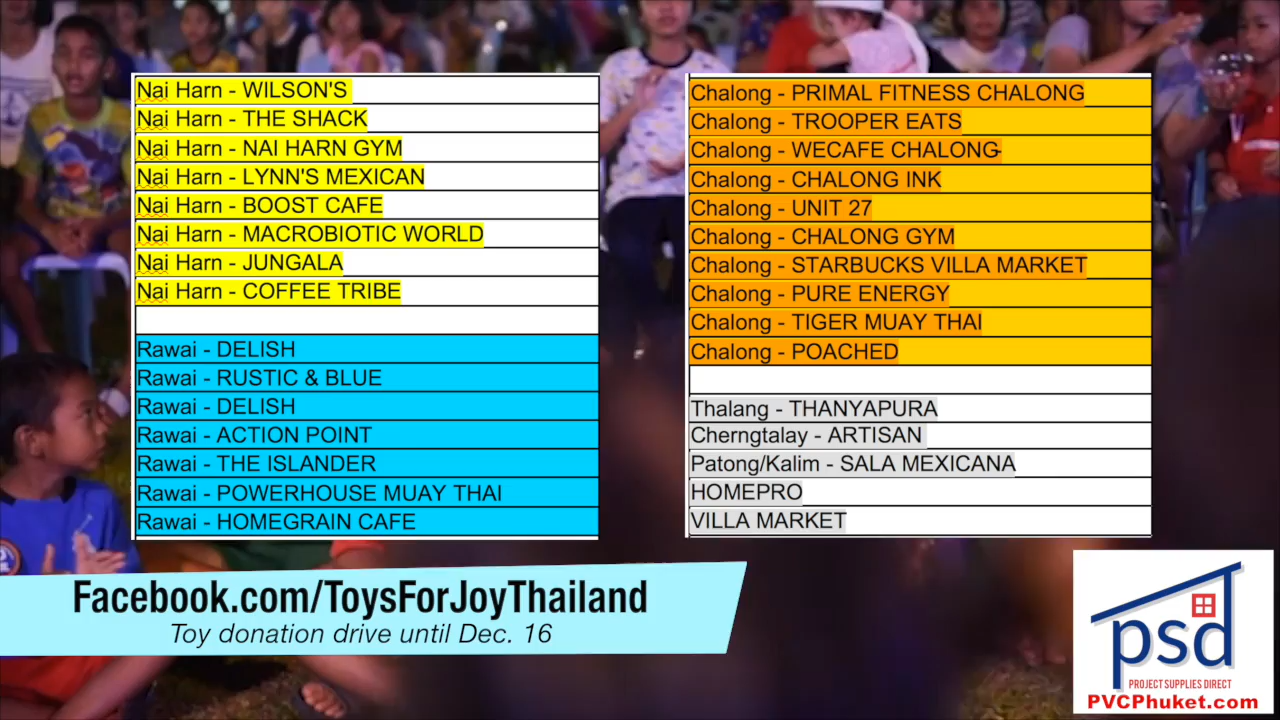 Nai Harn - WILSON'S
Nai Harn - THE SHACK
Nai Harn - NAI HARN GYM
Nai Harn - LYNN'S MEXICAN
Nai Harn - BOOST CAFE
Nai Harn - MACROBIOTIC WORLD
Nai Harn - JUNGALA
Nai Harn - COFFEE TRIBE
Rawai - DELISH
Rawai - RUSTIC & BLUE
Rawai - DELISH
Rawai - ACTION POINT
Rawai - THE ISLANDER
Rawai - POWERHOUSE MUAY THAI
Rawai - HOMEGRAIN CAFE
Chalong - PRIMAL FITNESS CHALONG
Chalong - TROOPER EATS
Chalong - WECAFE CHALONG-
Chalong - CHALONG INK
Chalong - UNIT 27
Chalong - CHALONG GYM
Chalong - STARBUCKS VILLA MARKET
Chalong - PURE ENERGY
Chalong - TIGER MUAY THAI
Chalong - POACHED
Thalang - THANYAPURA
Cherngtalay - ARTISAN
Patong/Kalim - SALA MEXICANA
HOMEPRO
VILLA MARKET
Facebook.com/ToysForJoyThailand
Toy donation drive until Dec. 16
psd
PROJECT SUPPLIES DIRECT
PVCPhuket.com